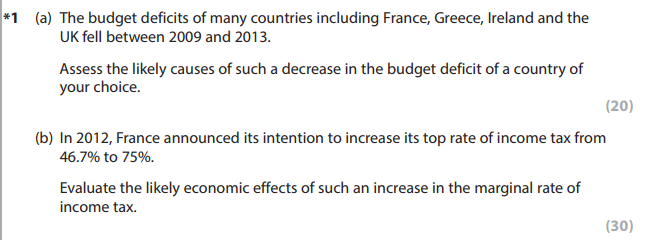 *1 (a) The budget deficits of many countries including France, Greece, Ireland and the
UK fell between 2009 and 2013.
Assess the likely causes of such a decrease in the budget deficit of a country of
your choice.
(20)
(b) In 2012, France announced its intention to increase its top rate of income tax from
46.7% to 75%.
Evaluate the likely economic effects of such an increase in the marginal rate of
income tax.
(30)